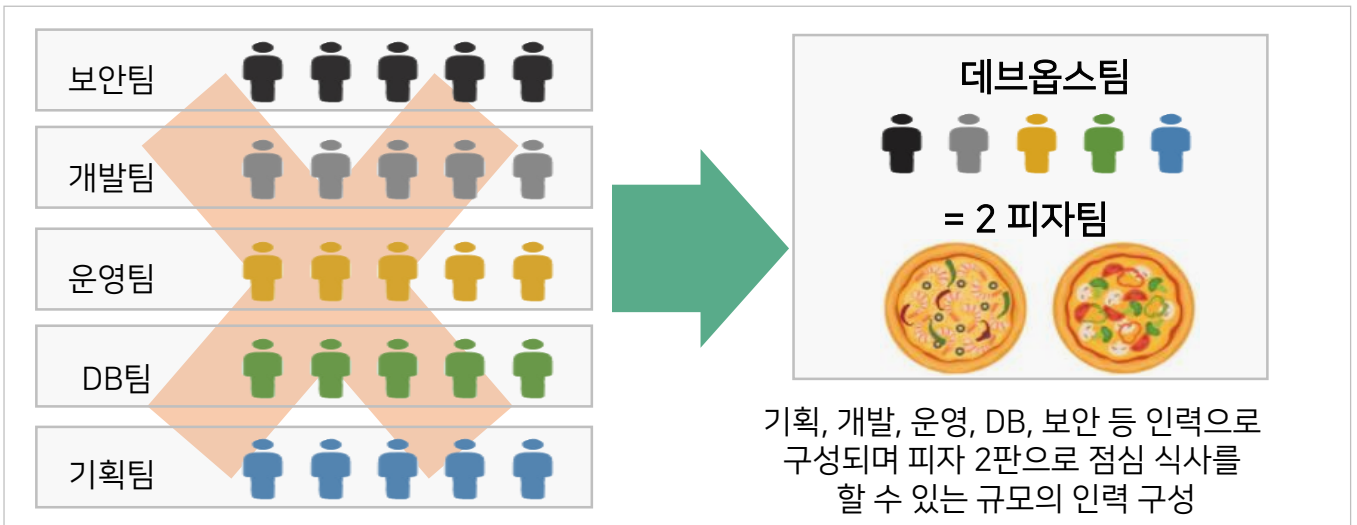 보안팀
개발팀
운영팀
DB팀
기획팀
데브옵스팀
= 2 피자팀
기획, 개발, 운영, DB, 보안 등 인력으로
구성되며 피자 2판으로 점심 식사를
할 수 있는 규모의 인력 구성